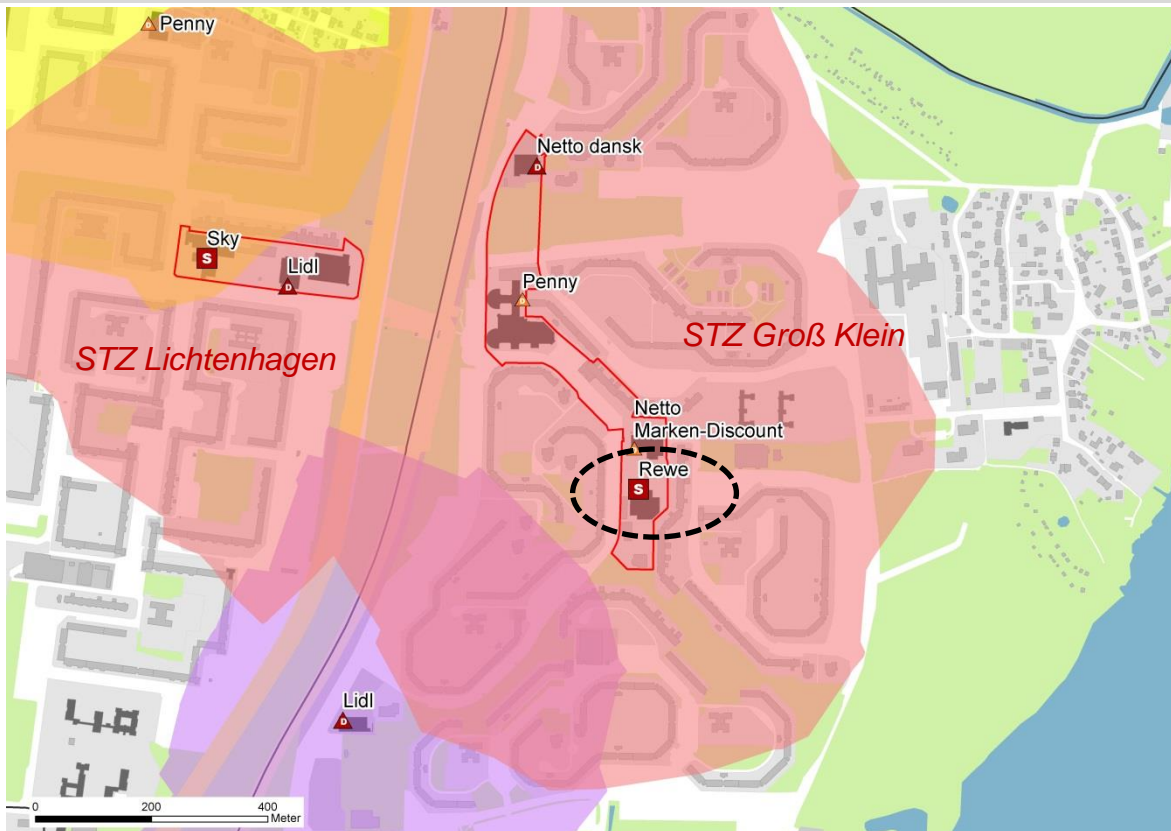 Penny
Netto dansk
D
Sky
S
Lidl
D
Penny
D
STZ Lichtenhagen
STZ Groß Klein
Netto
Marken-Discount
Rewe
S
Lidl
D
0 200 400
Meter